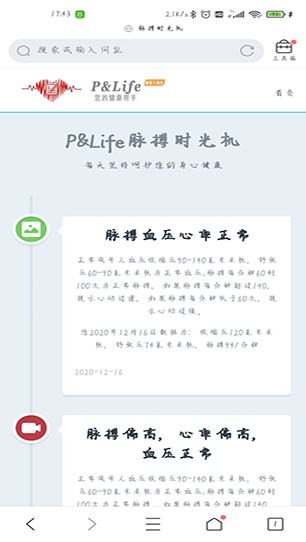 17:43
2.1K/s
脉搏时光机
搜索或输入网址
工具箱
P&Life
您的健康帮手
首页
P&Life脉搏时光机
每天坚持呵护您的身心健康
脉搏血压心率正常
正常成年人血压收缩压90-140毫米汞柱, 舒张
压60-90毫米汞柱为正常血压,脉搏每分钟60到
100次为正常脉搏, 如果脉搏每分钟超过140,
提示心动过速, 如果脉搏每分钟低于60次, 提
示心动过缓。
您2020年12月16日数据为: 收缩压120毫米汞
柱, 舒张压74毫米汞柱, 脉搏94/分钟
2020-12-16
脉搏偏高, 心率偏高,
血压正常
正常成年人血压收缩压90-140毫米汞柱, 舒张
压60-90毫米汞柱为正常血压,脉搏每分钟60到
100次为正常脉搏, 如果脉搏每分钟超过140,
1